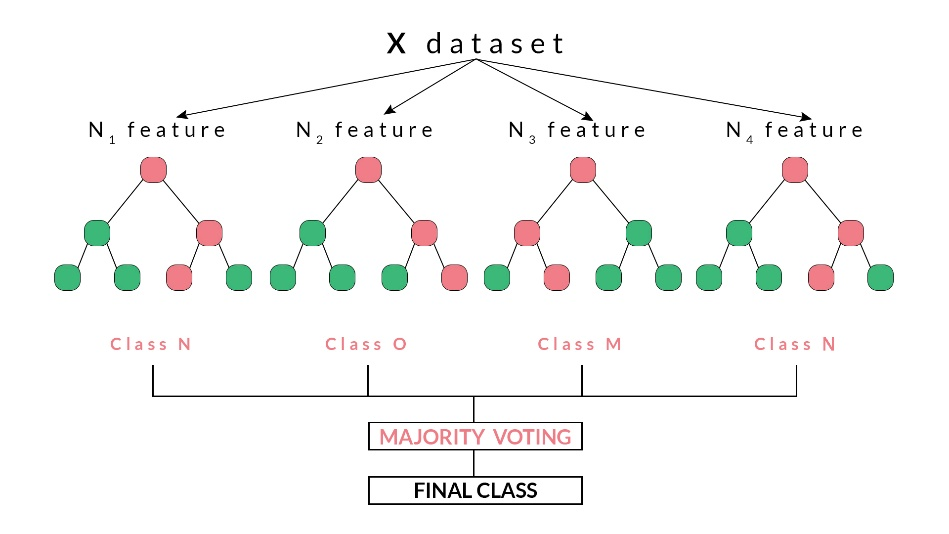 X dataset
N1 feature
N2 feature
N3 feature
N4 feature
Class N
Class O
Class M
Class N
MAJORITY VOTING
FINAL CLASS